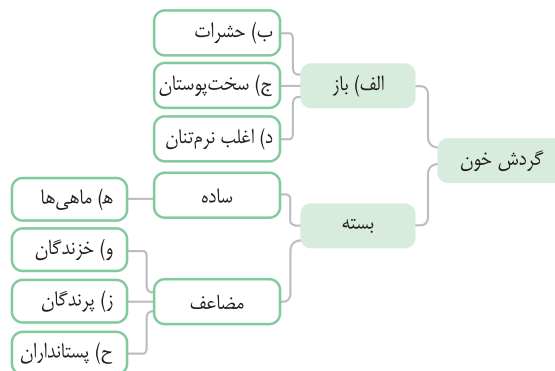 گردش خون
الف) باز
ب) حشرات
ج) سخت‌پوستان
د) اغلب نرم‌تنان
بسته
ساده
ه‍) ماهی‌ها
مضاعف
و) خزندگان
ز) پرندگان
ح) پستانداران